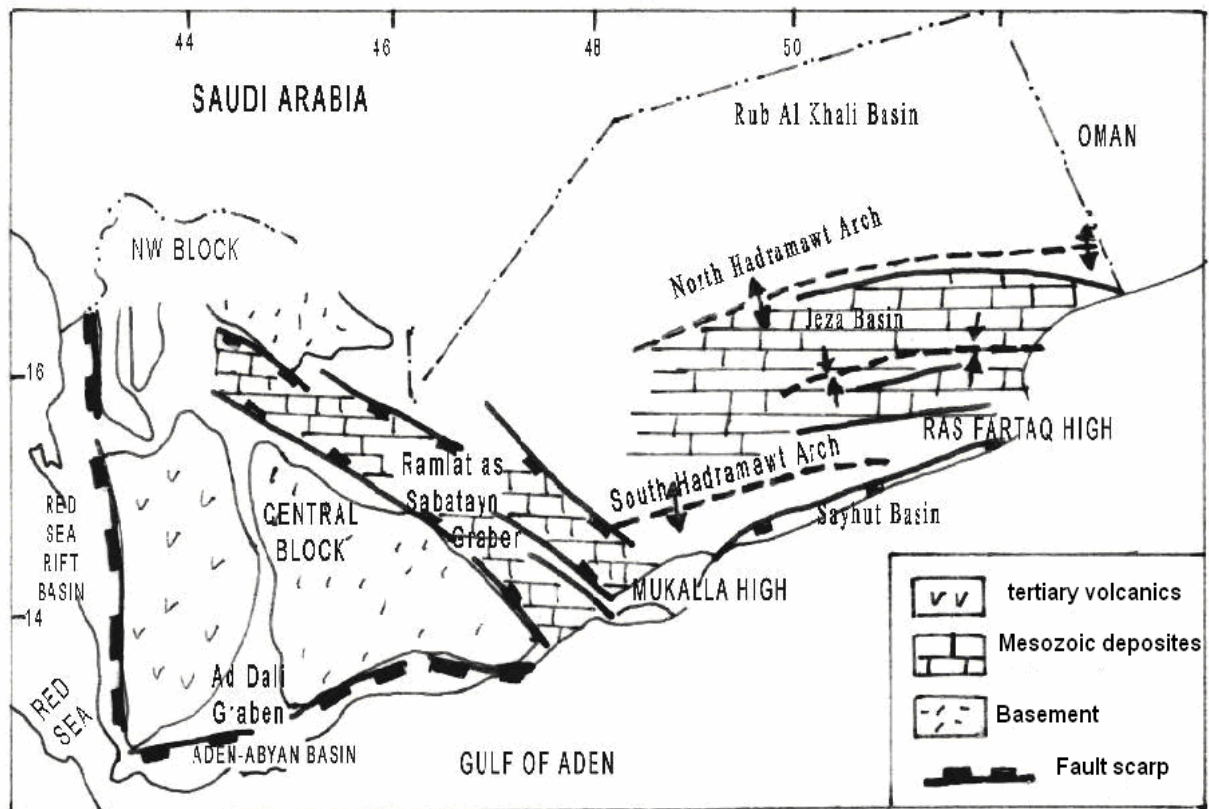 44
46
48
50
SAUDI ARABIA
Rub Al Khali Basin
OMAN
NW BLOCK
North Hadramawt Arch
Jeza Basin
16
RAS FARTAQ HIGH
Ramlat as
Sabatayn
Graber
South Hadramawt Arch
Sayhut Basin
CENTRAL
BLOCK
RED
SEA
RIFT
BASIN
MUKALLA HIGH
14
Ad Dali
Graben
RED
SEA
ADEN-ABYAN BASIN
GULF OF ADEN
tertiary volcanics
Mesozoic deposites
Basement
Fault scarp